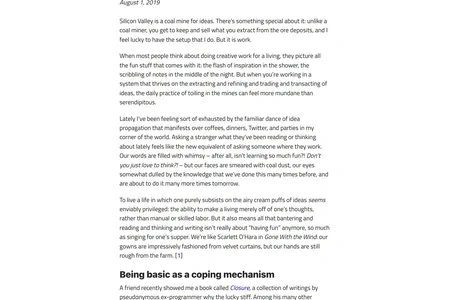 August 1, 2019
Silicon Valley is a coal mine for ideas. There's something special about it: unlike a
coal miner, you get to keep and sell what you extract from the ore deposits, and I
feel lucky to have the setup that I do. But it is work.
When most people think about doing creative work for a living, they picture all
the fun stuff that comes with it: the flash of inspiration in the shower, the
scribbling of notes in the middle of the night. But when you're working in a
system that thrives on the extracting and refining and trading and transacting of
ideas, the daily practice of toiling in the mines can feel more mundane than
serendipitous.
Lately I've been feeling sort of exhausted by the familiar dance of idea
propagation that manifests over coffees, dinners, Twitter, and parties in my
corner of the world. Asking a stranger what they've been reading or thinking
about lately feels like the new equivalent of asking someone where they work.
Our words are filled with whimsy – after all, isn't learning so much fun?! Don't
you just love to think?! – but our faces are smeared with coal dust, our eyes
somewhat dulled by the knowledge that we've done this many times before, and
are about to do it many more times tomorrow.
To live a life in which one purely subsists on the airy cream puffs of ideas seems
enviably privileged: the ability to make a living merely off of one's thoughts,
rather than manual or skilled labor. But it also means all that bantering and
reading and thinking and writing isn't really about "having fun" anymore, so much
as singing for one's supper. We're like Scarlett O'Hara in Gone With the Wind: our
gowns are impressively fashioned from velvet curtains, but our hands are still
rough from the farm. [1]
Being basic as a coping mechanism
A friend recently showed me a book called Closure, a collection of writings by
pseudonymous ex-programmer why the lucky stiff. Among his many other